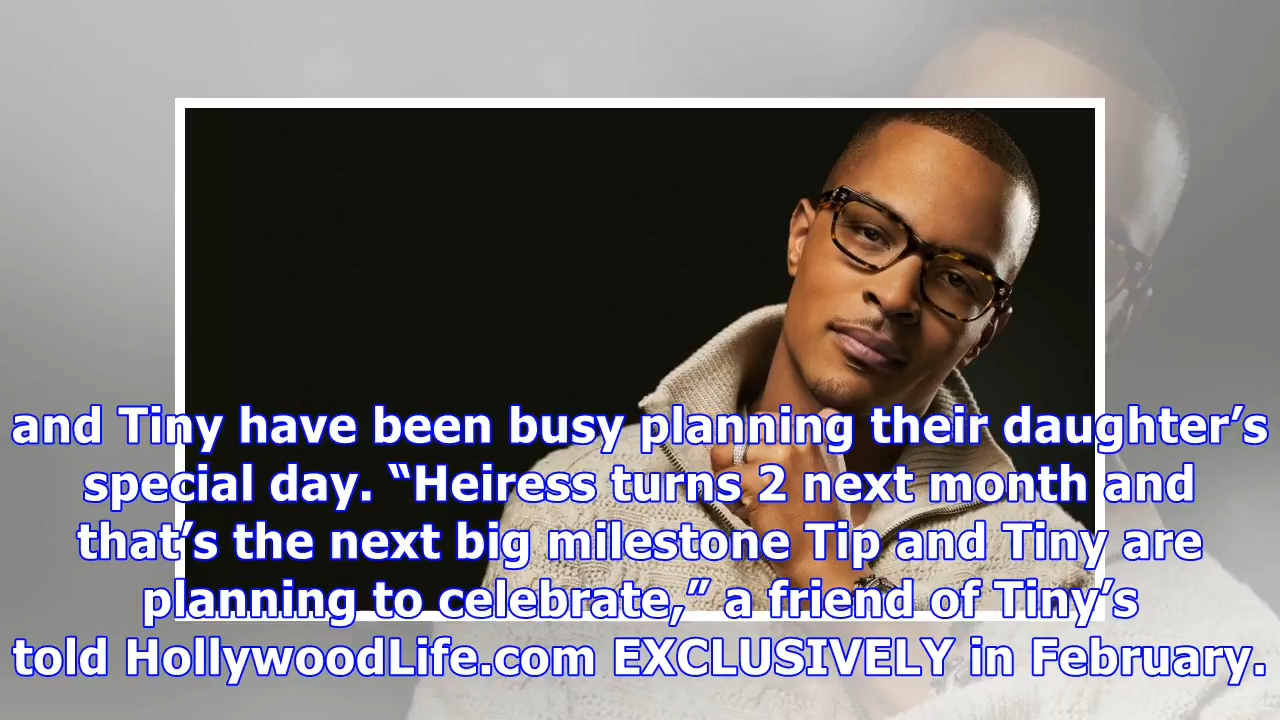 and Tiny have been busy planning their daughter’s
special day. “Heiress turns 2 next month and
that’s the next big milestone Tip and Tiny are
planning to celebrate,” a friend of Tiny’s
told HollywoodLife.com EXCLUSIVELY in February.